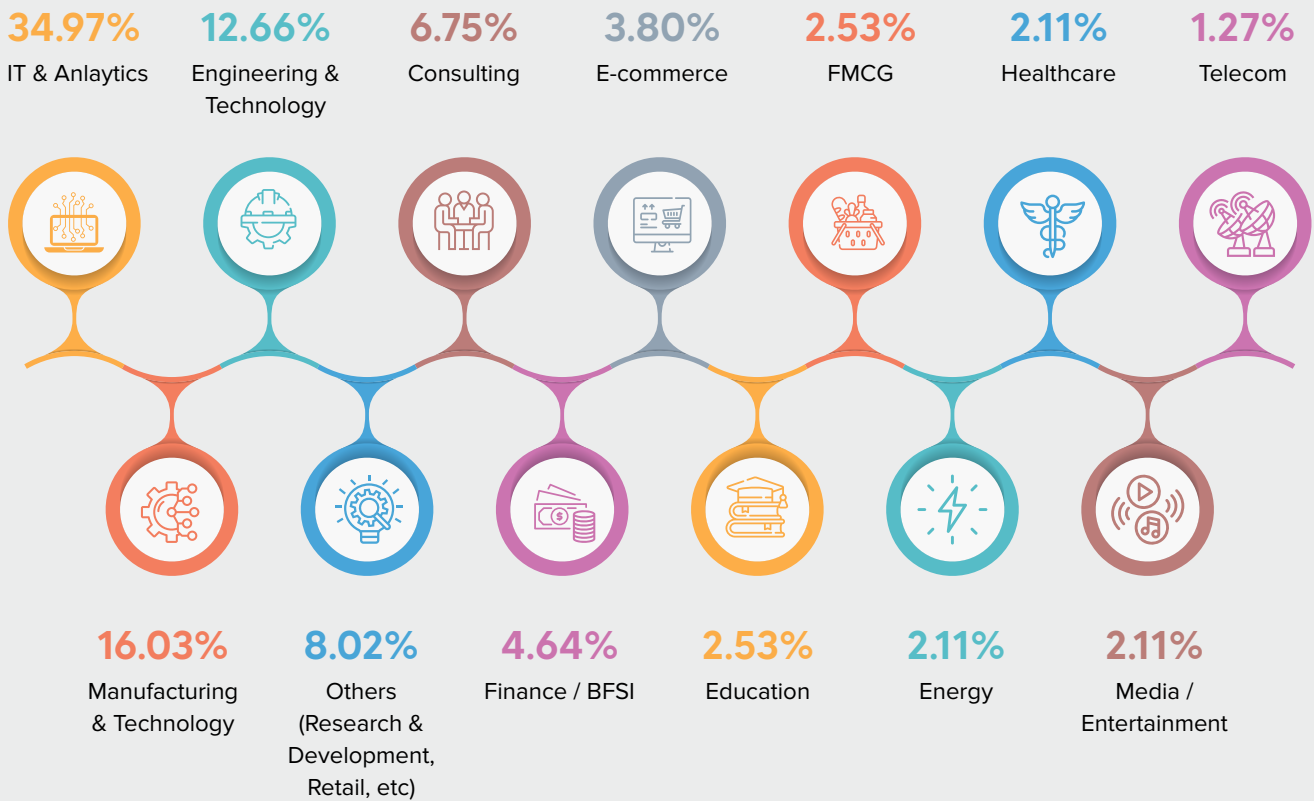 34.97%
IT & Anlaytics
12.66%
Engineering &
Technology
6.75%
Consulting
3.80%
E-commerce
2.53%
FMCG
2.11%
Healthcare
1.27%
Telecom
16.03%
Manufacturing
& Technology
8.02%
Others
(Research &
Development,
Retail, etc)
4.64%
Finance / BFSI
2.53%
Education
2.11%
Energy
2.11%
Media /
Entertainment